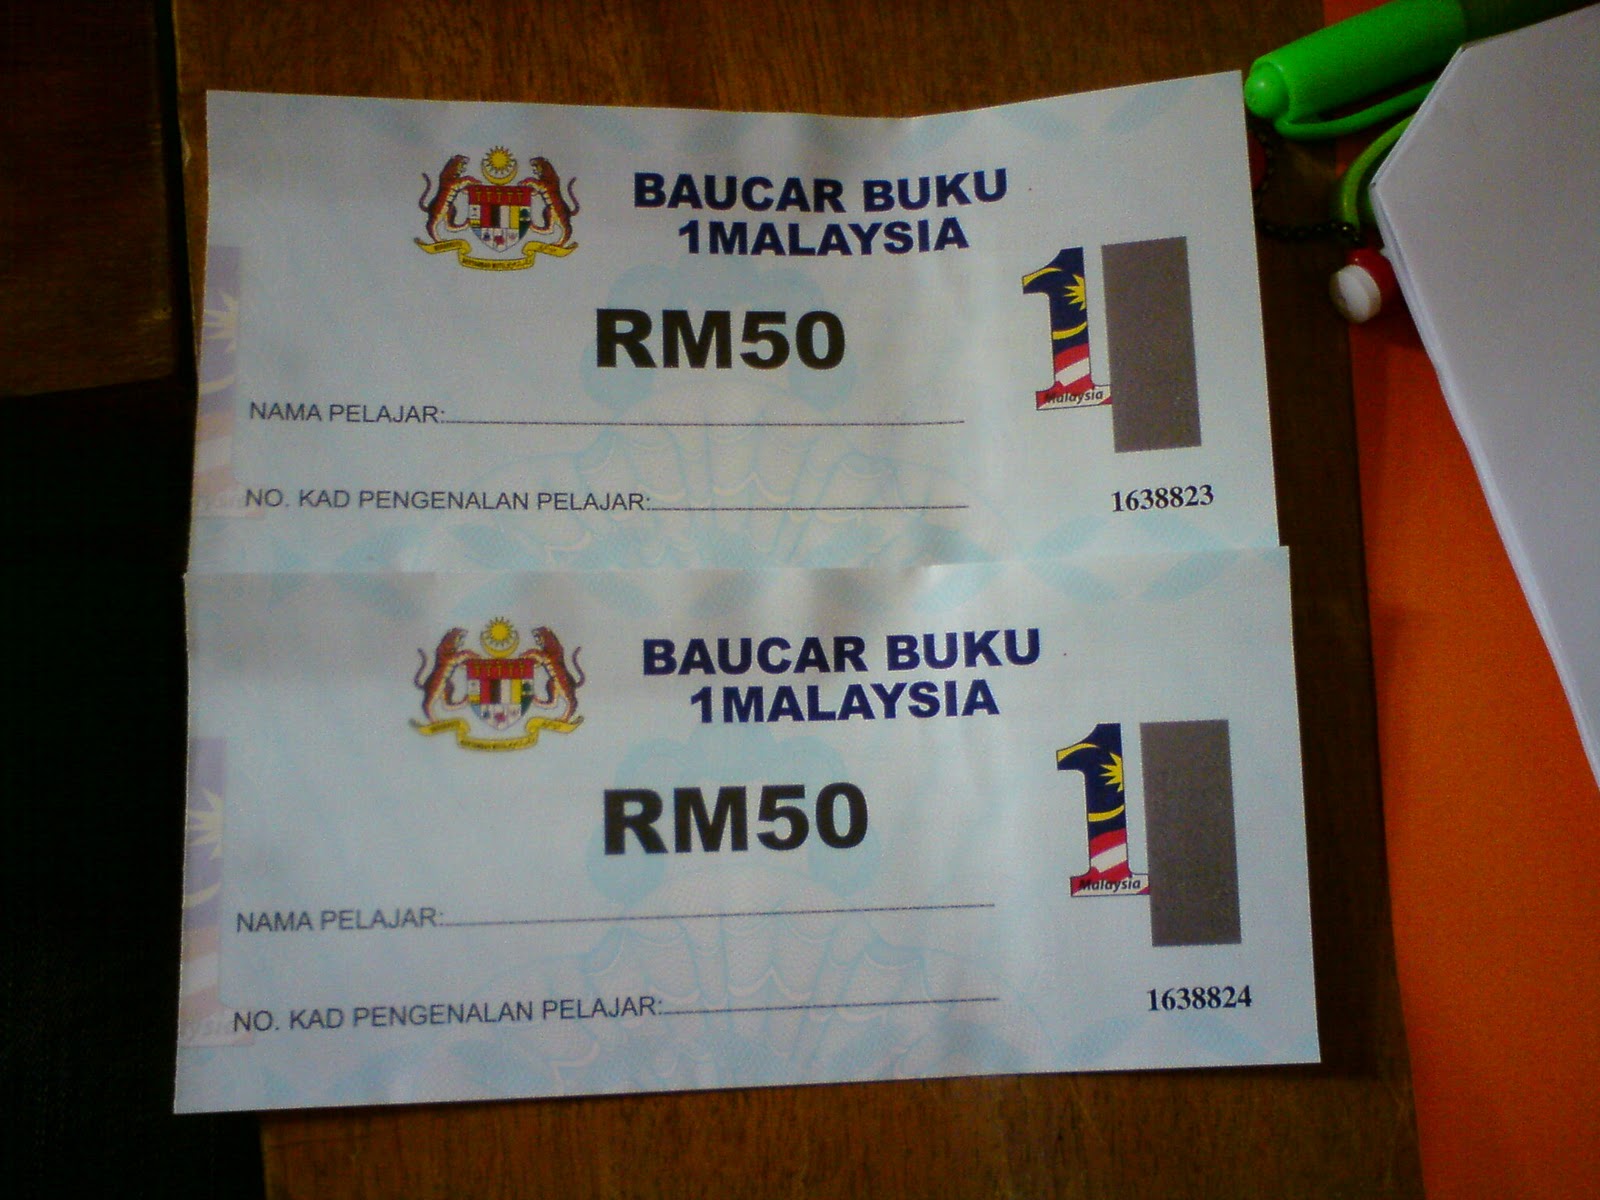 BAUCAR BUKU
1MALAYSIA
RM50
Malaysia
NAMA PELAJAR:
NO. KAD PENGENALAN PELAJAR:
1638823
BAUCAR BUKU
1MALAYSIA
RM50
Malaysia
NAMA PELAJAR:
NO. KAD PENGENALAN PELAJAR:
1638824